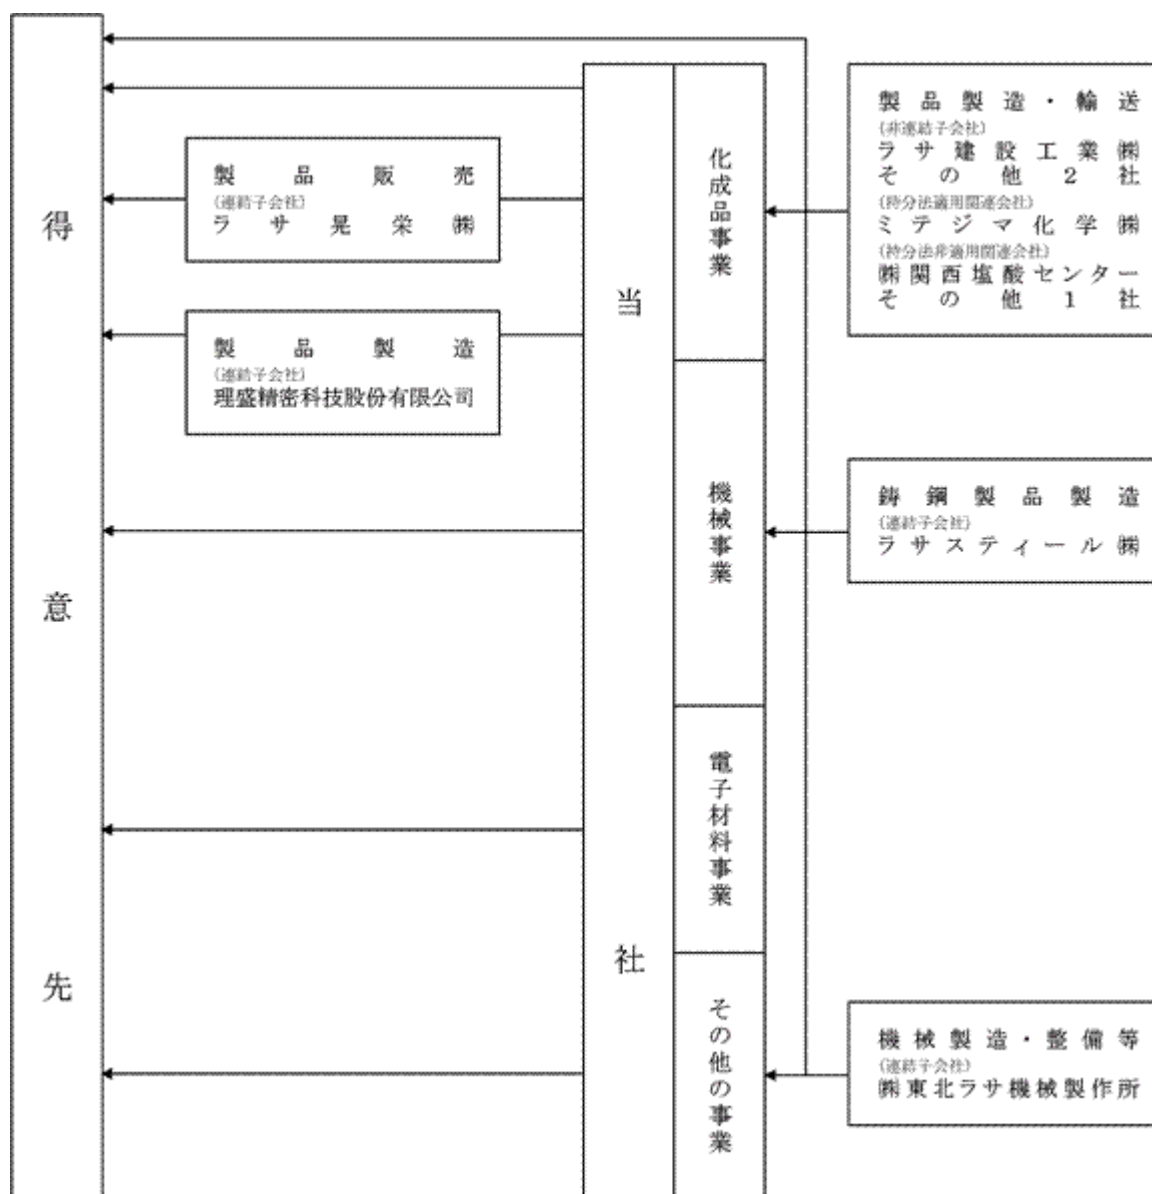 得意先
製品販売
(連結子会社)
ラサ晃栄㈱
製品製造
(連結子会社)
理盛精密科技股份有限公司
当社
化成品事業
機械事業
電子材料事業
その他の事業
製品製造・輸送
(非連結子会社)
ラサ建設工業㈱
その他2社
(持分法適用関連会社)
ミテジマ化学㈱
(持分法非適用関連会社)
㈱関西塩酸センター
その他1社
鋳鋼製品製造
(連結子会社)
ラサスティール㈱
機械製造・整備等
(連結子会社)
㈱東北ラサ機械製作所